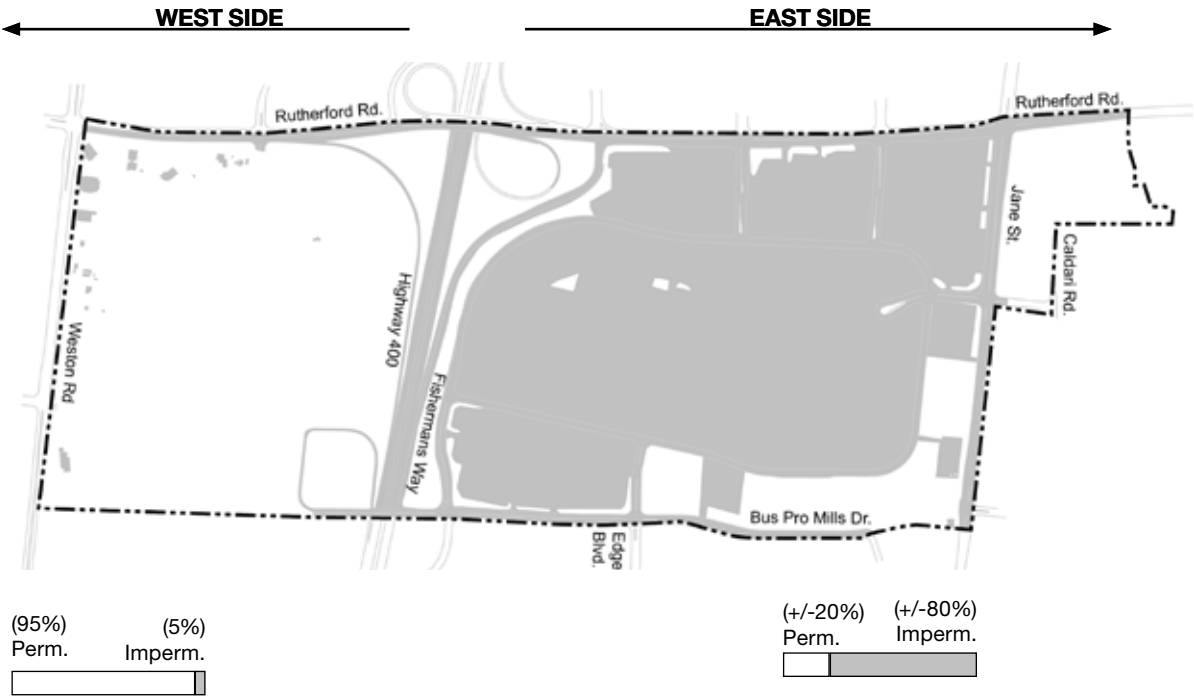 WEST SIDE
EAST SIDE
Rutherford Rd.
Rutherford Rd.
Jane St.
Caldari Rd.
Highway 400
Weston Rd
Fishermans Way
Bus Pro Mills Dr.
Edge
Blvd.
(95%)
Perm.
(5%)
Imperm.
(+/-20%)
Perm.
(+/-80%)
Imperm.